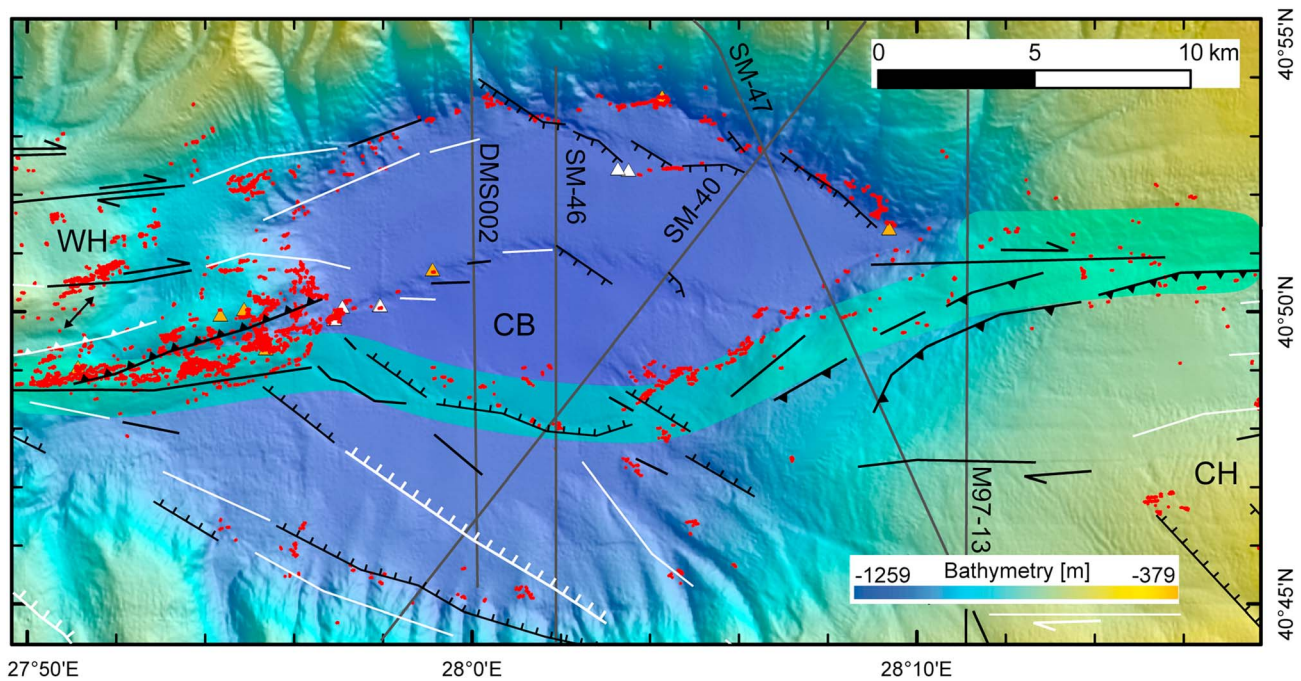 0 5 10 km
40°55'N
SM-47
DMS002
SM-46
SM-40
WH
40°50'N
CB
CH
M97-13
-1259 Bathymetry [m] -379
40°45'N
27°50'E 28°0'E 28°10'E